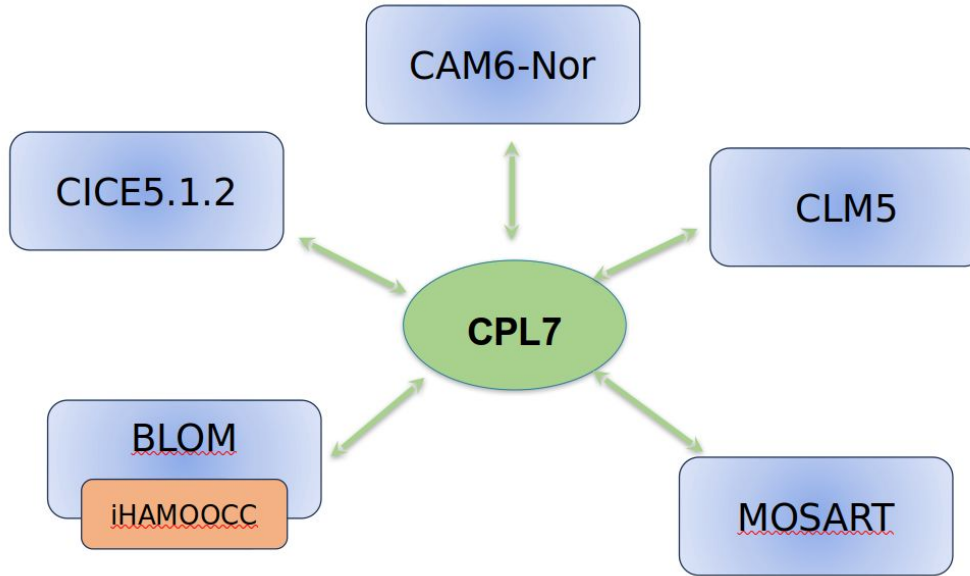 CAM6-Nor
CICE5.1.2
CLM5
CPL7
BLOM
iHAMOOCC
MOSART